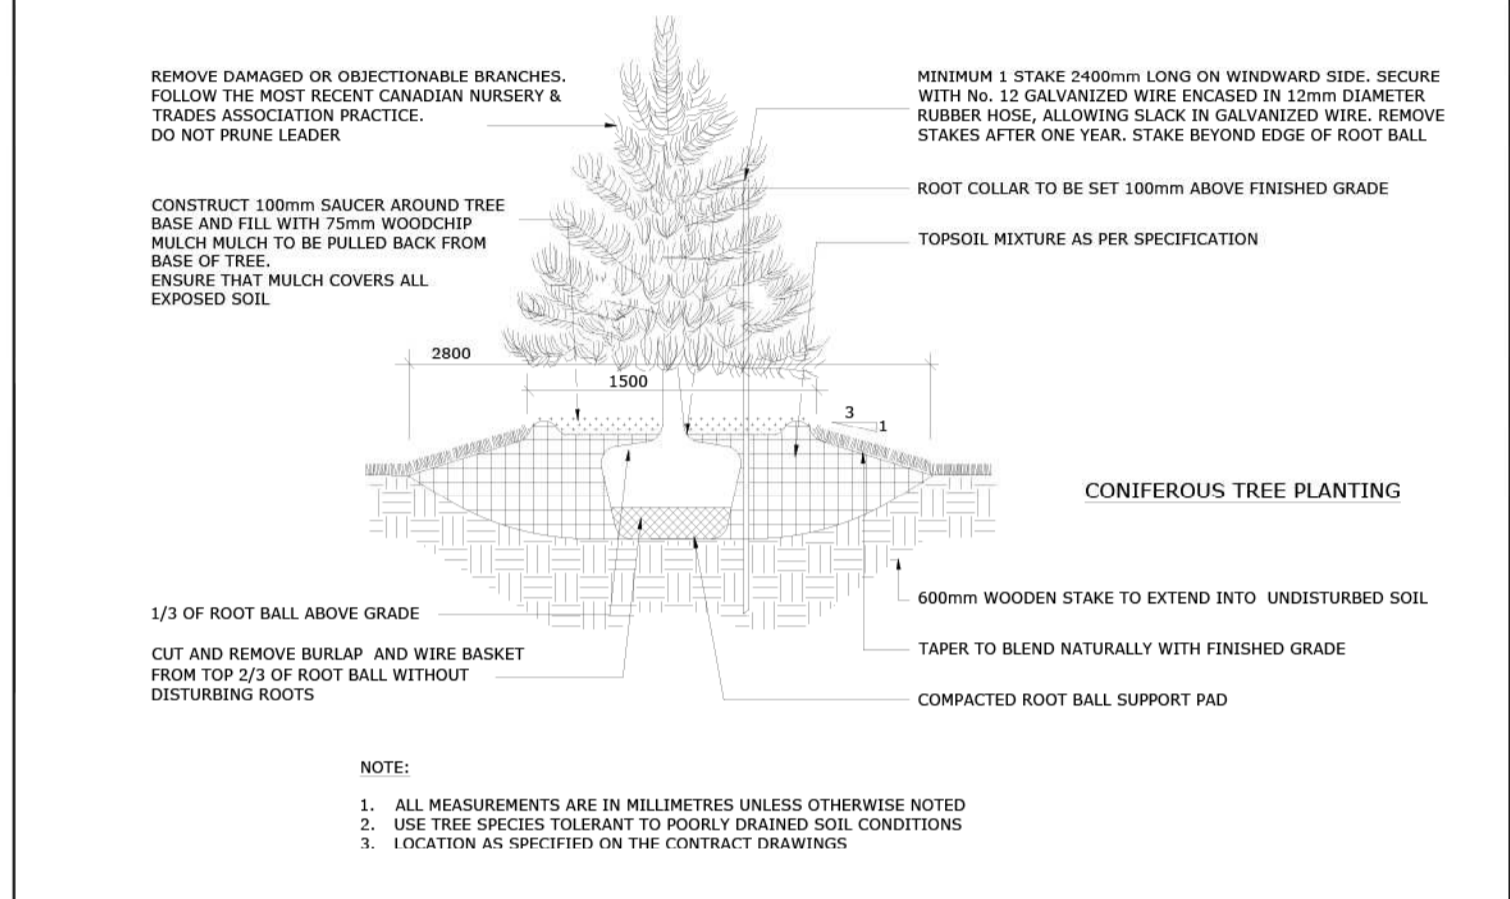 REMOVE DAMAGED OR OBJECTIONABLE BRANCHES.
FOLLOW THE MOST RECENT CANADIAN NURSERY &
TRADES ASSOCIATION PRACTICE.
DO NOT PRUNE LEADER
CONSTRUCT 100mm SAUCER AROUND TREE
BASE AND FILL WITH 75mm WOODCHIP
MULCH MULCH TO BE PULLED BACK FROM
BASE OF TREE.
ENSURE THAT MULCH COVERS ALL
EXPOSED SOIL
MINIMUM 1 STAKE 2400mm LONG ON WINDWARD SIDE. SECURE
WITH No. 12 GALVANIZED WIRE ENCASED IN 12mm DIAMETER
RUBBER HOSE, ALLOWING SLACK IN GALVANIZED WIRE. REMOVE
STAKES AFTER ONE YEAR. STAKE BEYOND EDGE OF ROOT BALL
ROOT COLLAR TO BE SET 100mm ABOVE FINISHED GRADE
TOPSOIL MIXTURE AS PER SPECIFICATION
2800
1500
3
1
CONIFEROUS TREE PLANTING
1/3 OF ROOT BALL ABOVE GRADE
CUT AND REMOVE BURLAP AND WIRE BASKET
FROM TOP 2/3 OF ROOT BALL WITHOUT
DISTURBING ROOTS
600mm WOODEN STAKE TO EXTEND INTO UNDISTURBED SOIL
TAPER TO BLEND NATURALLY WITH FINISHED GRADE
COMPACTED ROOT BALL SUPPORT PAD
NOTE:
1. ALL MEASUREMENTS ARE IN MILLIMETRES UNLESS OTHERWISE NOTED
2. USE TREE SPECIES TOLERANT TO POORLY DRAINED SOIL CONDITIONS
3. LOCATION AS SPECIFIED ON THE CONTRACT DRAWINGS